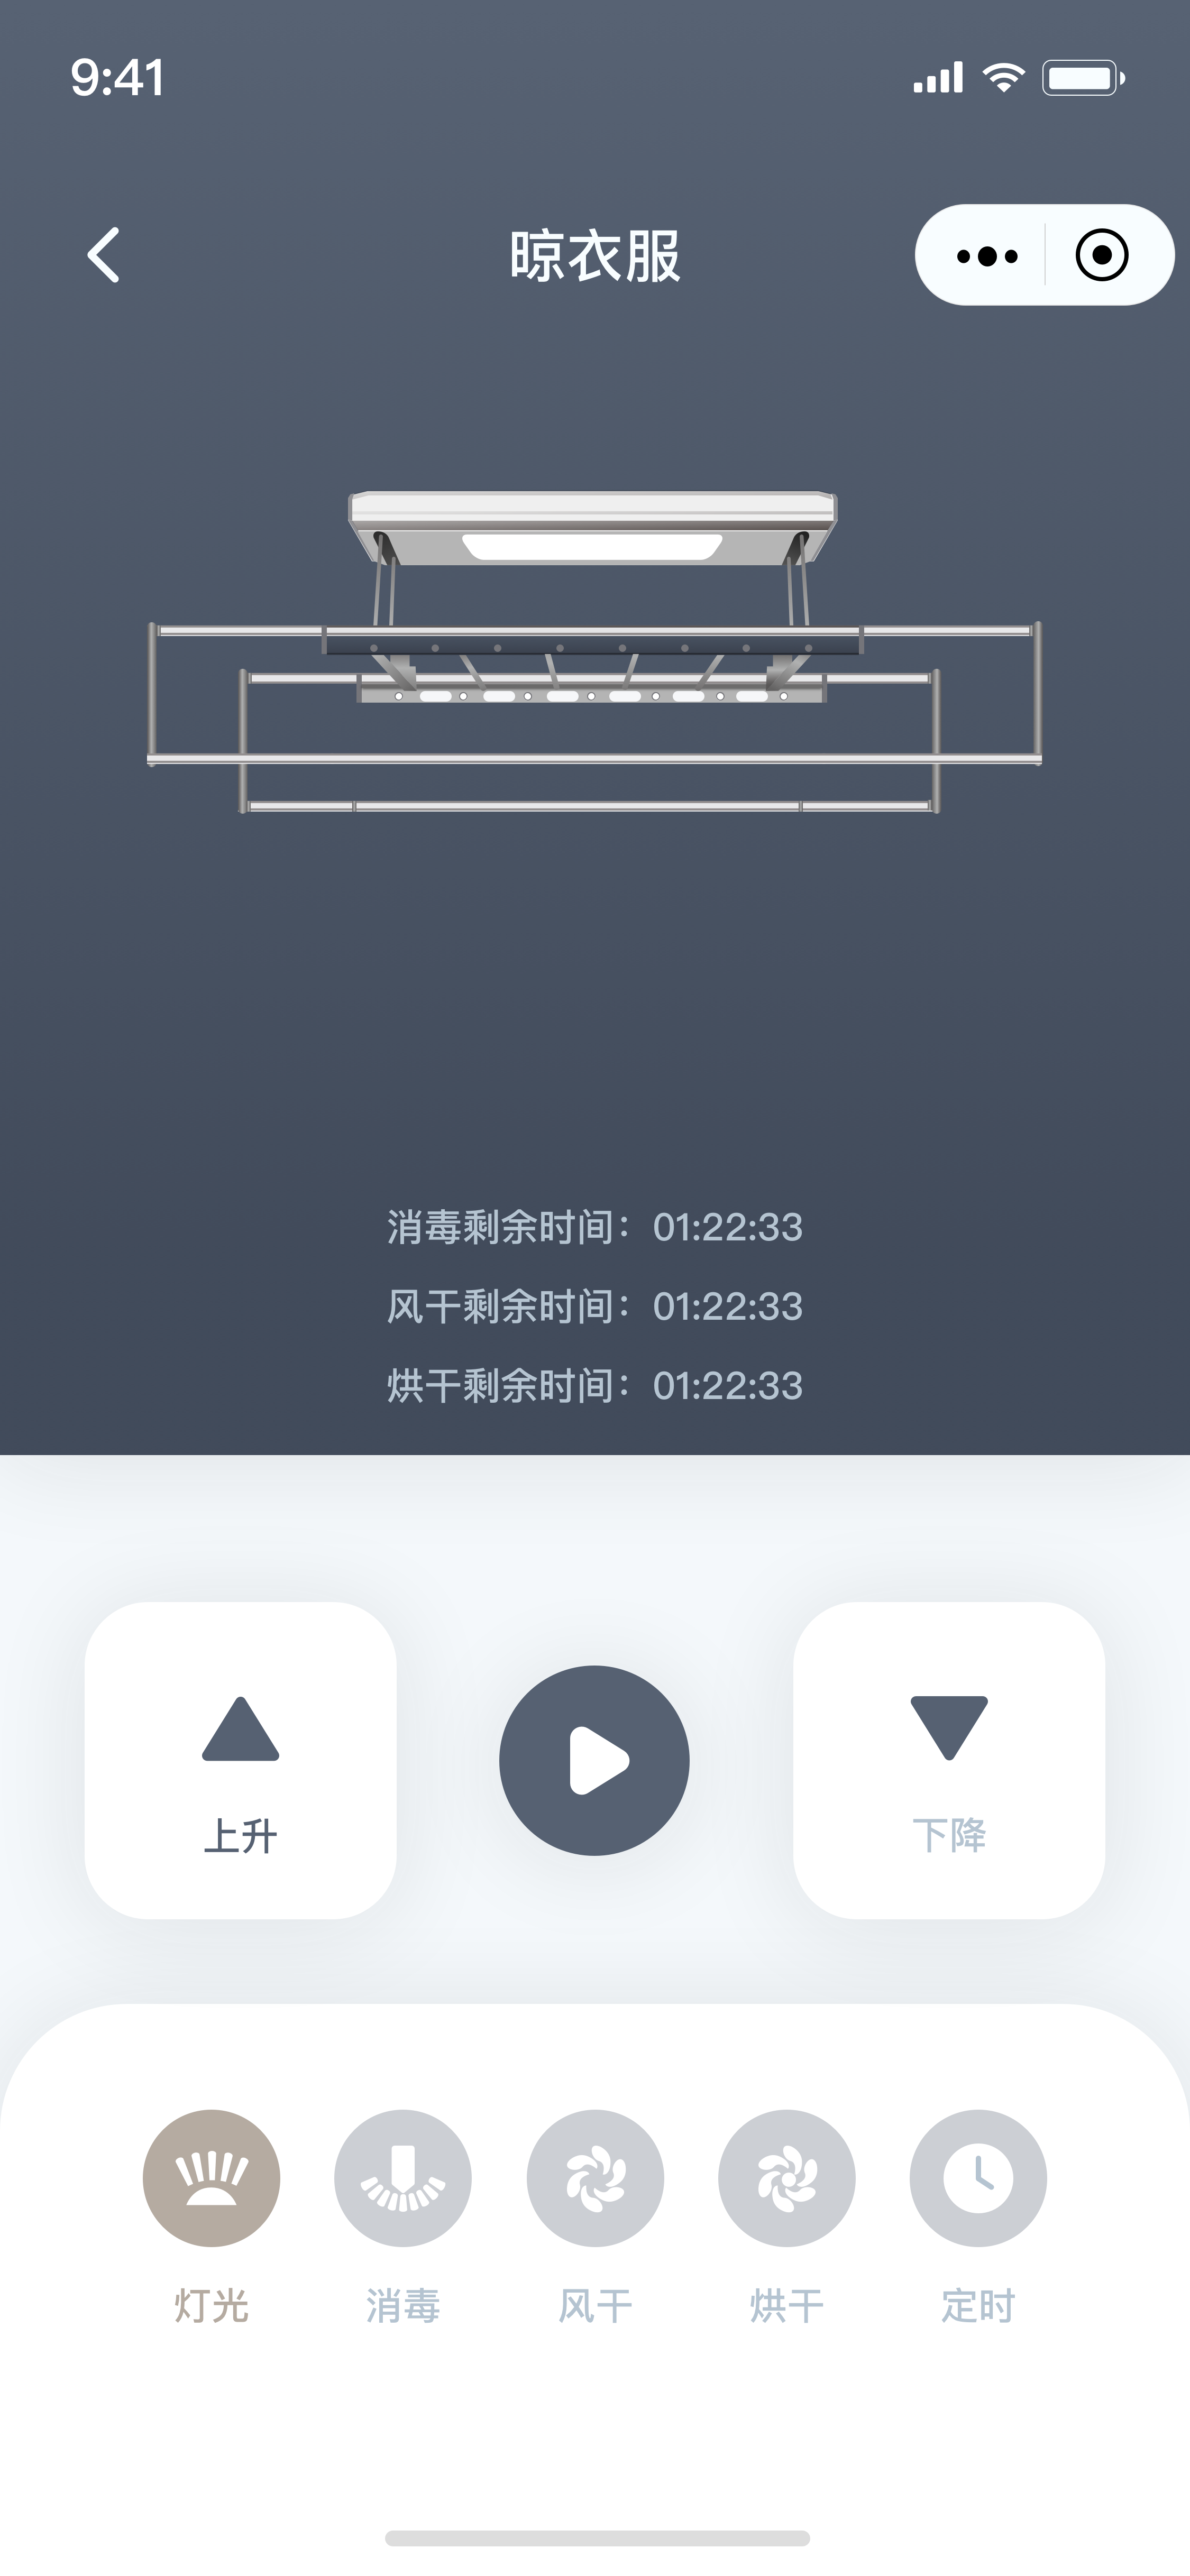 9:41
晾衣服
消毒剩余时间：01:22:33
风干剩余时间：01:22:33
烘干剩余时间：01:22:33
上升
下降
灯光 消毒 风干 烘干 定时